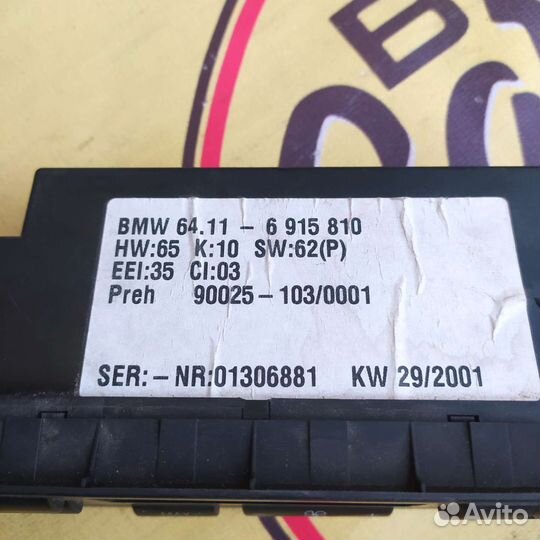 BMW 64.11 - 6 915 810
HW:65 K:10 SW:62(P)
EEI:35 CI:03
Preh 90025-103/0001
SER:-NR:01306881 KW 29/2001
MAX
Avito